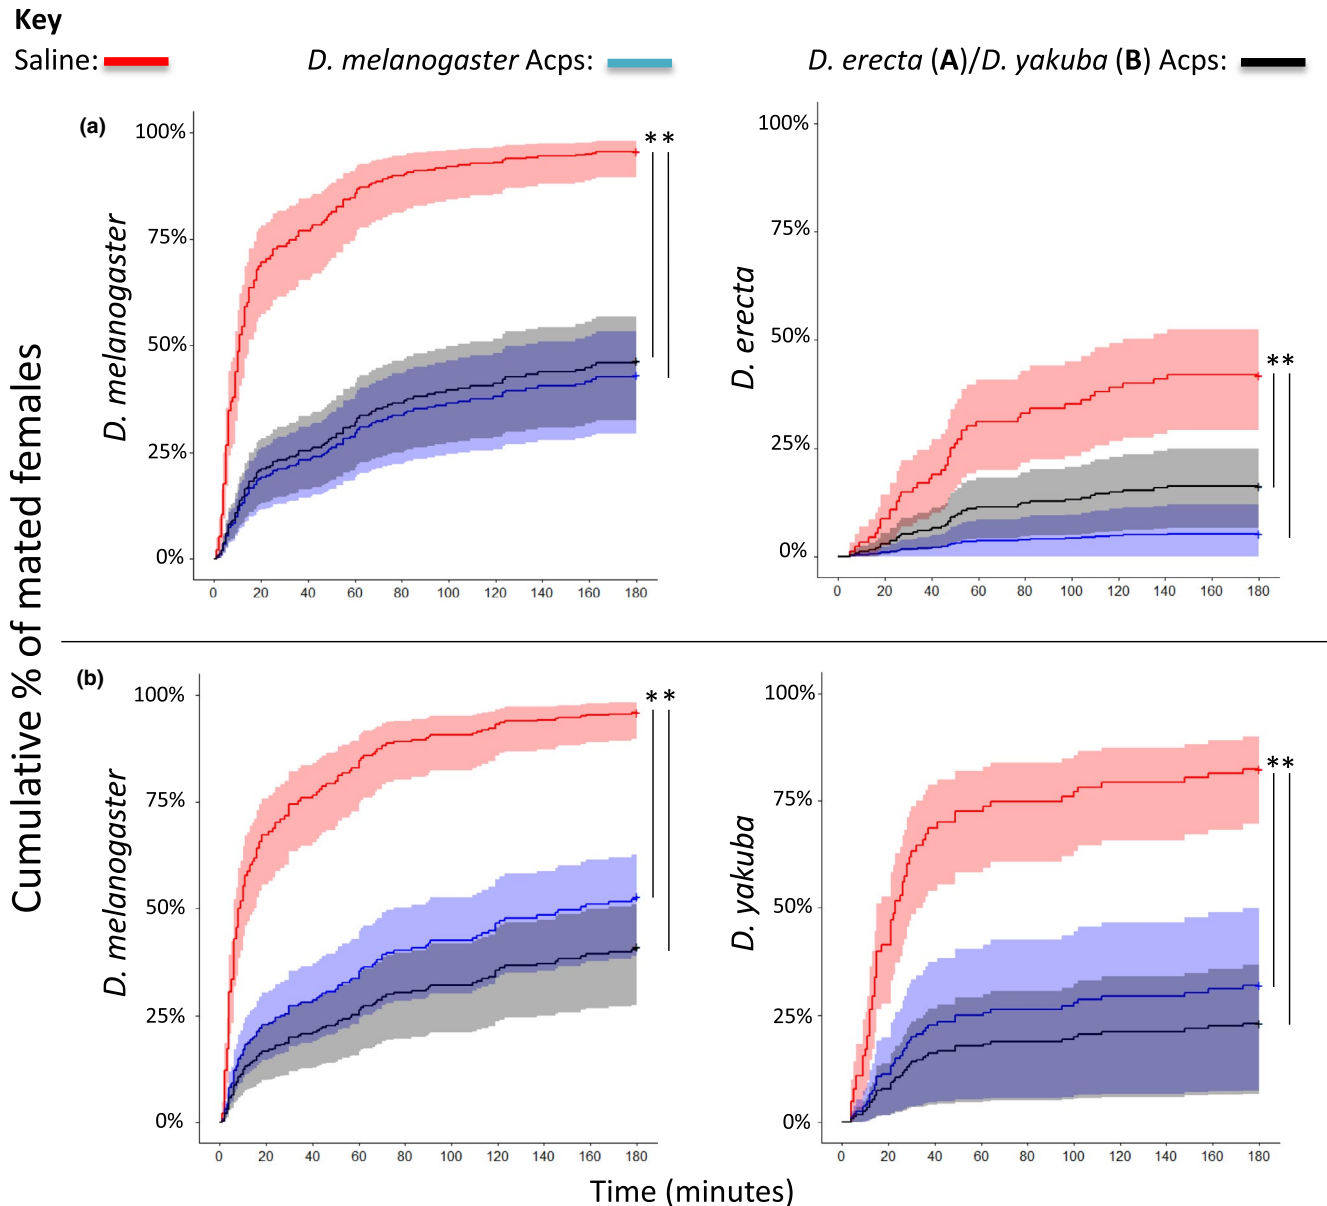 Key
Saline:
D. melanogaster Acps:
D. erecta (A)/D. yakuba (B) Acps:
Cumulative % of mated females
(a)
D. melanogaster
100%
75%
50%
25%
0%
**
0 20 40 60 80 100 120 140 160 180
D. erecta
100%
75%
50%
25%
0%
**
0 20 40 60 80 100 120 140 160 180
(b)
D. melanogaster
100%
75%
50%
25%
0%
**
0 20 40 60 80 100 120 140 160 180
D. yakuba
100%
75%
50%
25%
0%
**
0 20 40 60 80 100 120 140 160 180
Time (minutes)